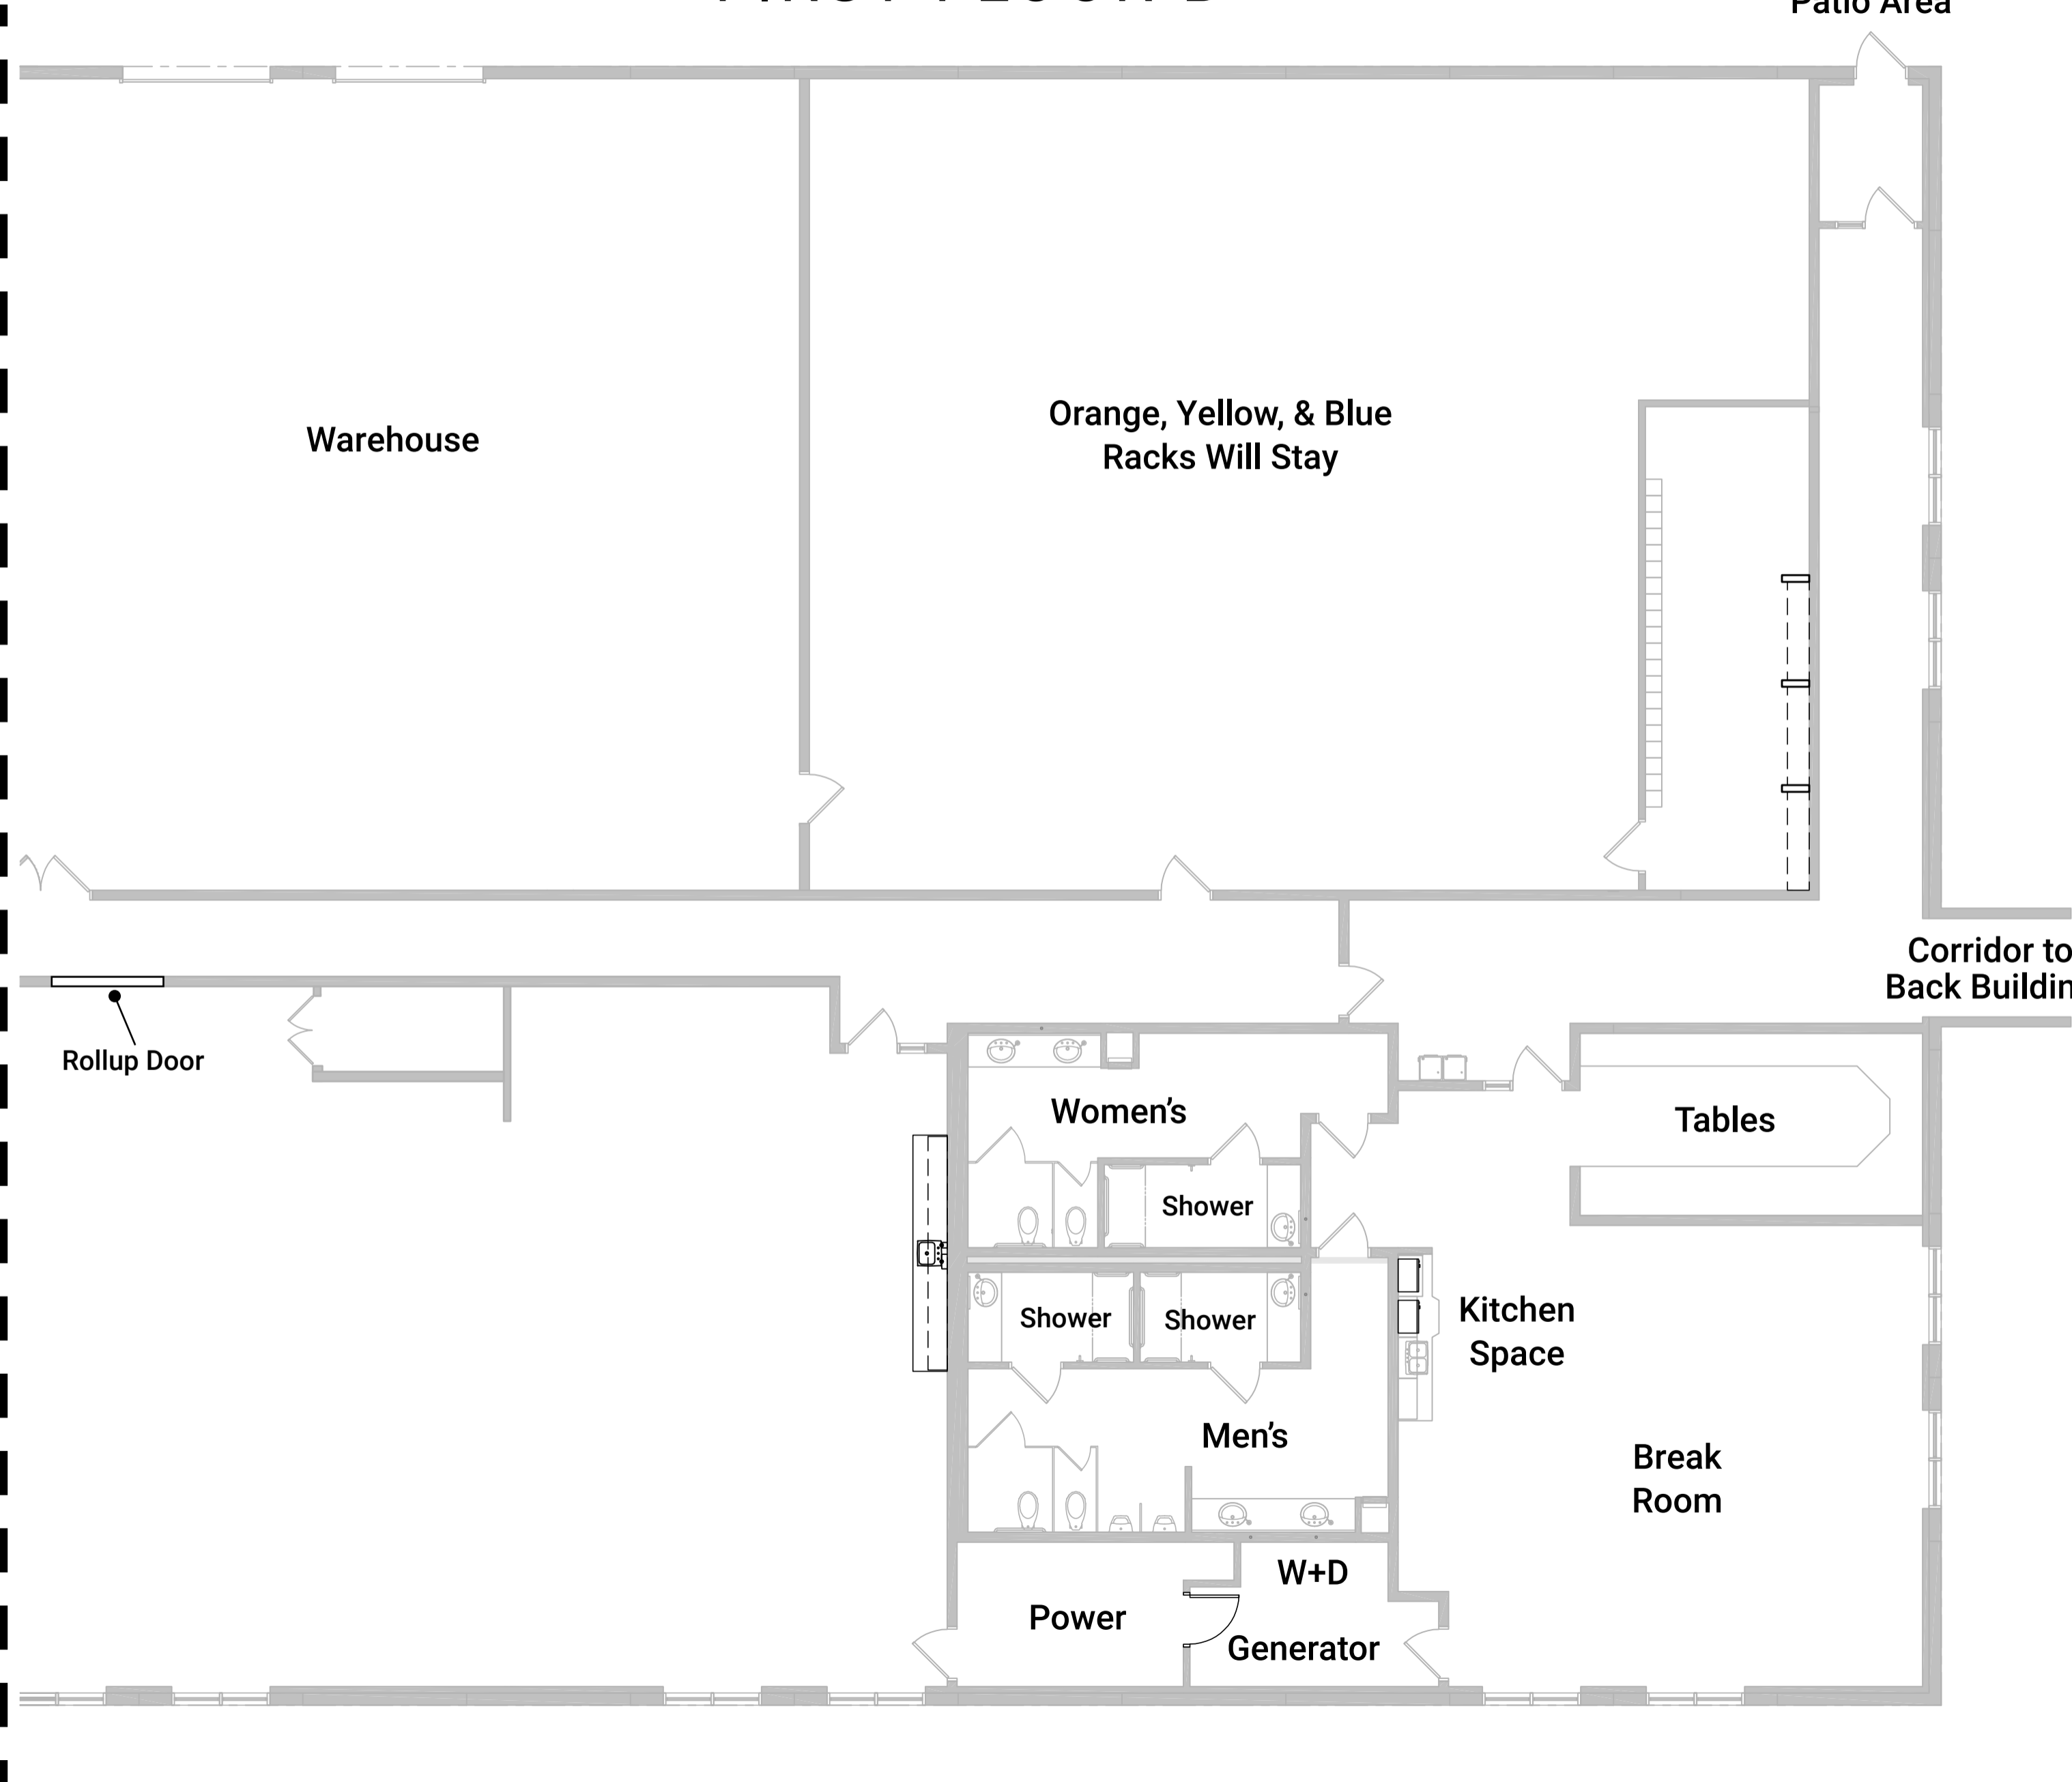 Patio Area
Warehouse
Orange, Yellow, & Blue
Racks Will Stay
Corridor to
Back Buildin
Rollup Door
Women's
Tables
Shower
Shower
Shower
Kitchen
Space
Men's
Break
Room
W+D
Power
Generator